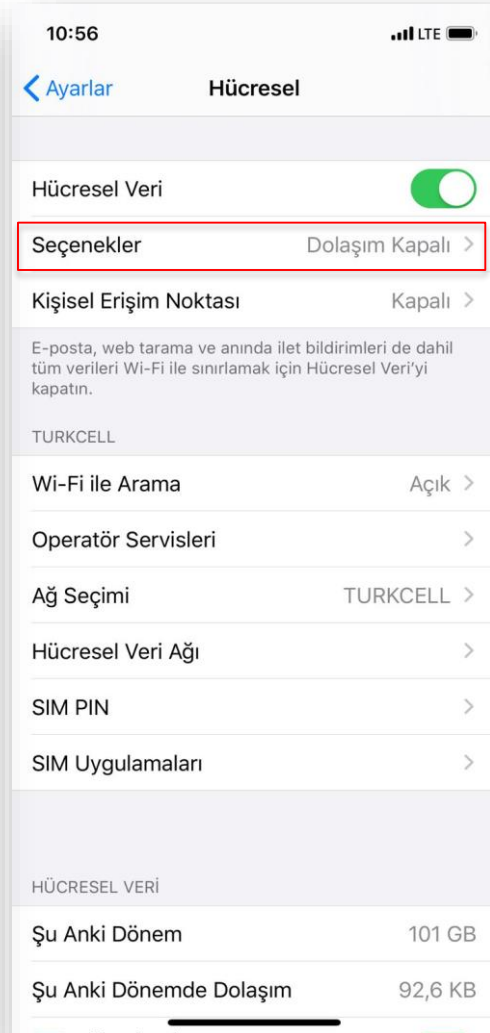 10:56
LTE
Ayarlar
Hücresel
Hücresel Veri
Seçenekler Dolaşım Kapalı
Kişisel Erişim Noktası Kapalı
E-posta, web tarama ve anında ilet bildirimleri de dahil
tüm verileri Wi-Fi ile sınırlamak için Hücresel Veri'yi
kapatın.
TURKCELL
Wi-Fi ile Arama Açık
Operatör Servisleri
Ağ Seçimi TURKCELL
Hücresel Veri Ağı
SIM PIN
SIM Uygulamaları
HÜCRESEL VERİ
Şu Anki Dönem 101 GB
Şu Anki Dönemde Dolaşım 92,6 KB